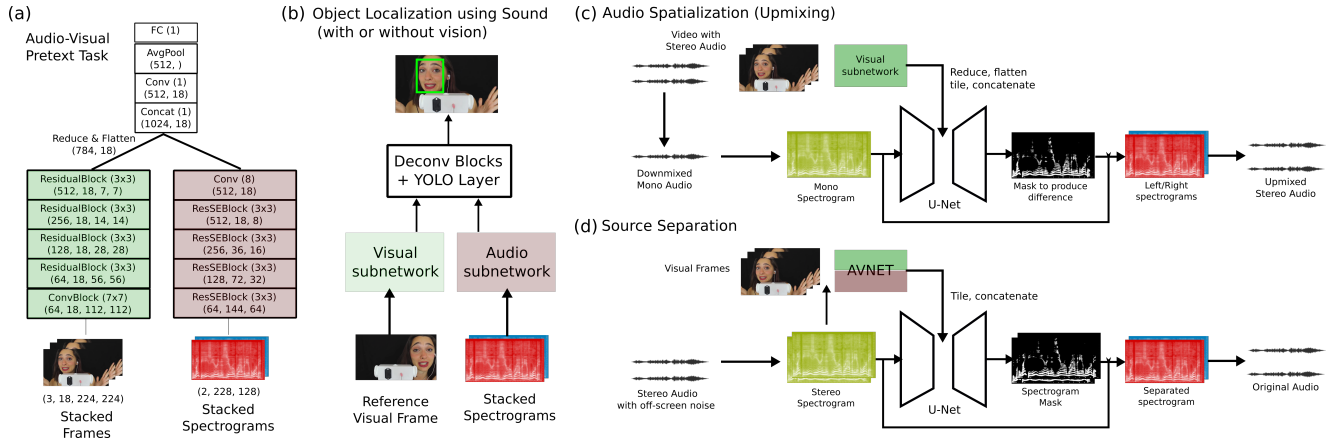 (a)
Audio-Visual
Pretext Task
FC (1)
AvgPool
(512, )
Conv (1)
(512, 18)
Concat (1)
(1024, 18)
Reduce & Flatten
(784, 18)
ResidualBlock (3x3)
(512, 18, 7, 7)
ResidualBlock (3x3)
(256, 18, 14, 14)
ResidualBlock (3x3)
(128, 18, 28, 28)
ResidualBlock (3x3)
(64, 18, 56, 56)
ConvBlock (7x7)
(64, 18, 112, 112)
Conv (8)
(512, 18)
ResSEBlock (3x3)
(512, 18, 8)
ResSEBlock (3x3)
(256, 36, 16)
ResSEBlock (3x3)
(128, 72, 32)
ResSEBlock (3x3)
(64, 144, 64)
(3, 18, 224, 224)
Stacked
Frames
(2, 228, 128)
Stacked
Spectrograms
(b) Object Localization using Sound
(with or without vision)
Deconv Blocks
+ YOLO Layer
Visual
subnetwork
Audio
subnetwork
Reference
Visual Frame
Stacked
Spectrograms
(c) Audio Spatialization (Upmixing)
Video with
Stereo Audio
Visual
subnetwork
Reduce, flatten
tile, concatenate
Downmixed
Mono Audio
Mono
Spectrogram
U-Net
Mask to produce
difference
Left/Right
spectrograms
Upmixed
Stereo Audio
(d) Source Separation
Visual Frames
AVNET
Tile, concatenate
Stereo Audio
with off-screen noise
Stereo
Spectrogram
U-Net
Spectrogram
Mask
Separated
spectrogram
Original Audio